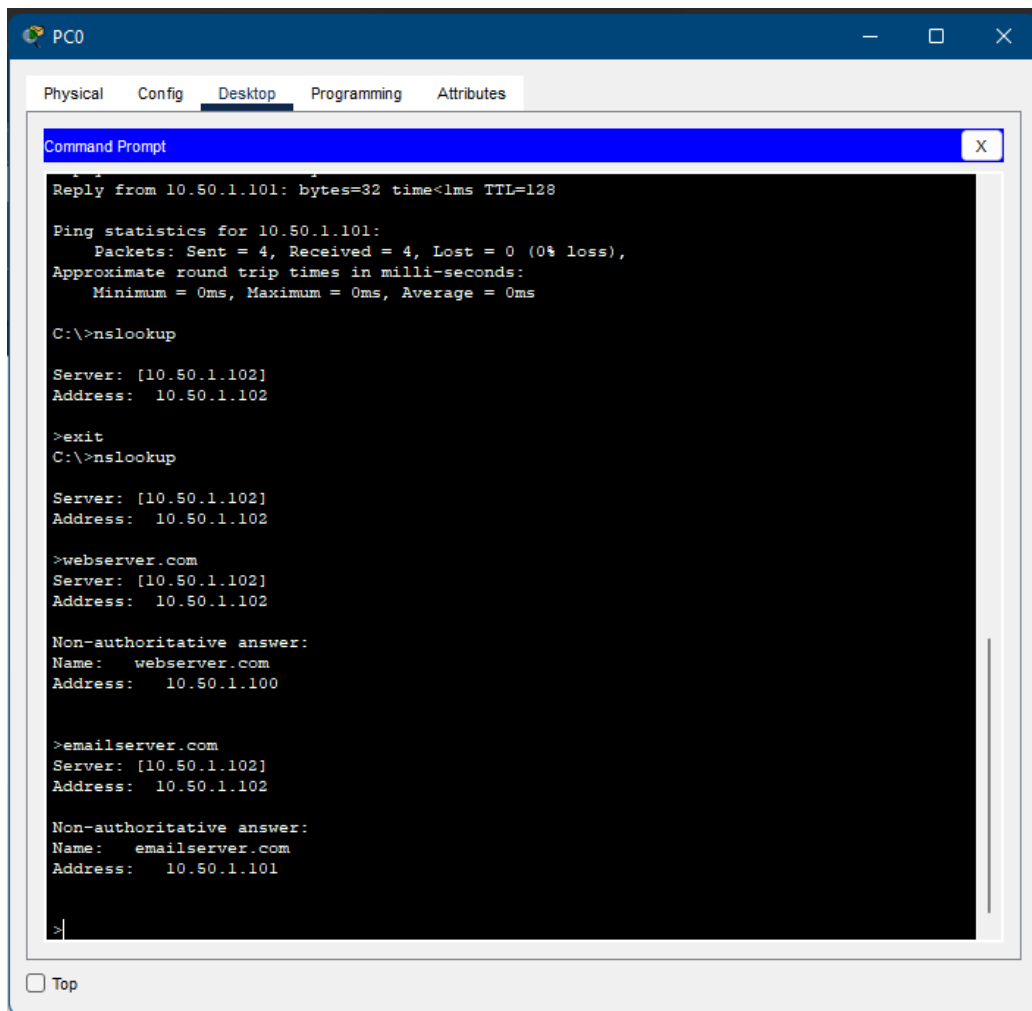 PC0
Physical Config Desktop Programming Attributes
Command Prompt
X
Reply from 10.50.1.101: bytes=32 time<1ms TTL=128
Ping statistics for 10.50.1.101:
Packets: Sent = 4, Received = 4, Lost = 0 (0% loss),
Approximate round trip times in milli-seconds:
Minimum = 0ms, Maximum = 0ms, Average = 0ms
C:\>nslookup
Server: [10.50.1.102]
Address: 10.50.1.102
>exit
C:\>nslookup
Server: [10.50.1.102]
Address: 10.50.1.102
>webserver.com
Server: [10.50.1.102]
Address: 10.50.1.102
Non-authoritative answer:
Name: webserver.com
Address: 10.50.1.100
>emailserver.com
Server: [10.50.1.102]
Address: 10.50.1.102
Non-authoritative answer:
Name: emailserver.com
Address: 10.50.1.101
>
Top